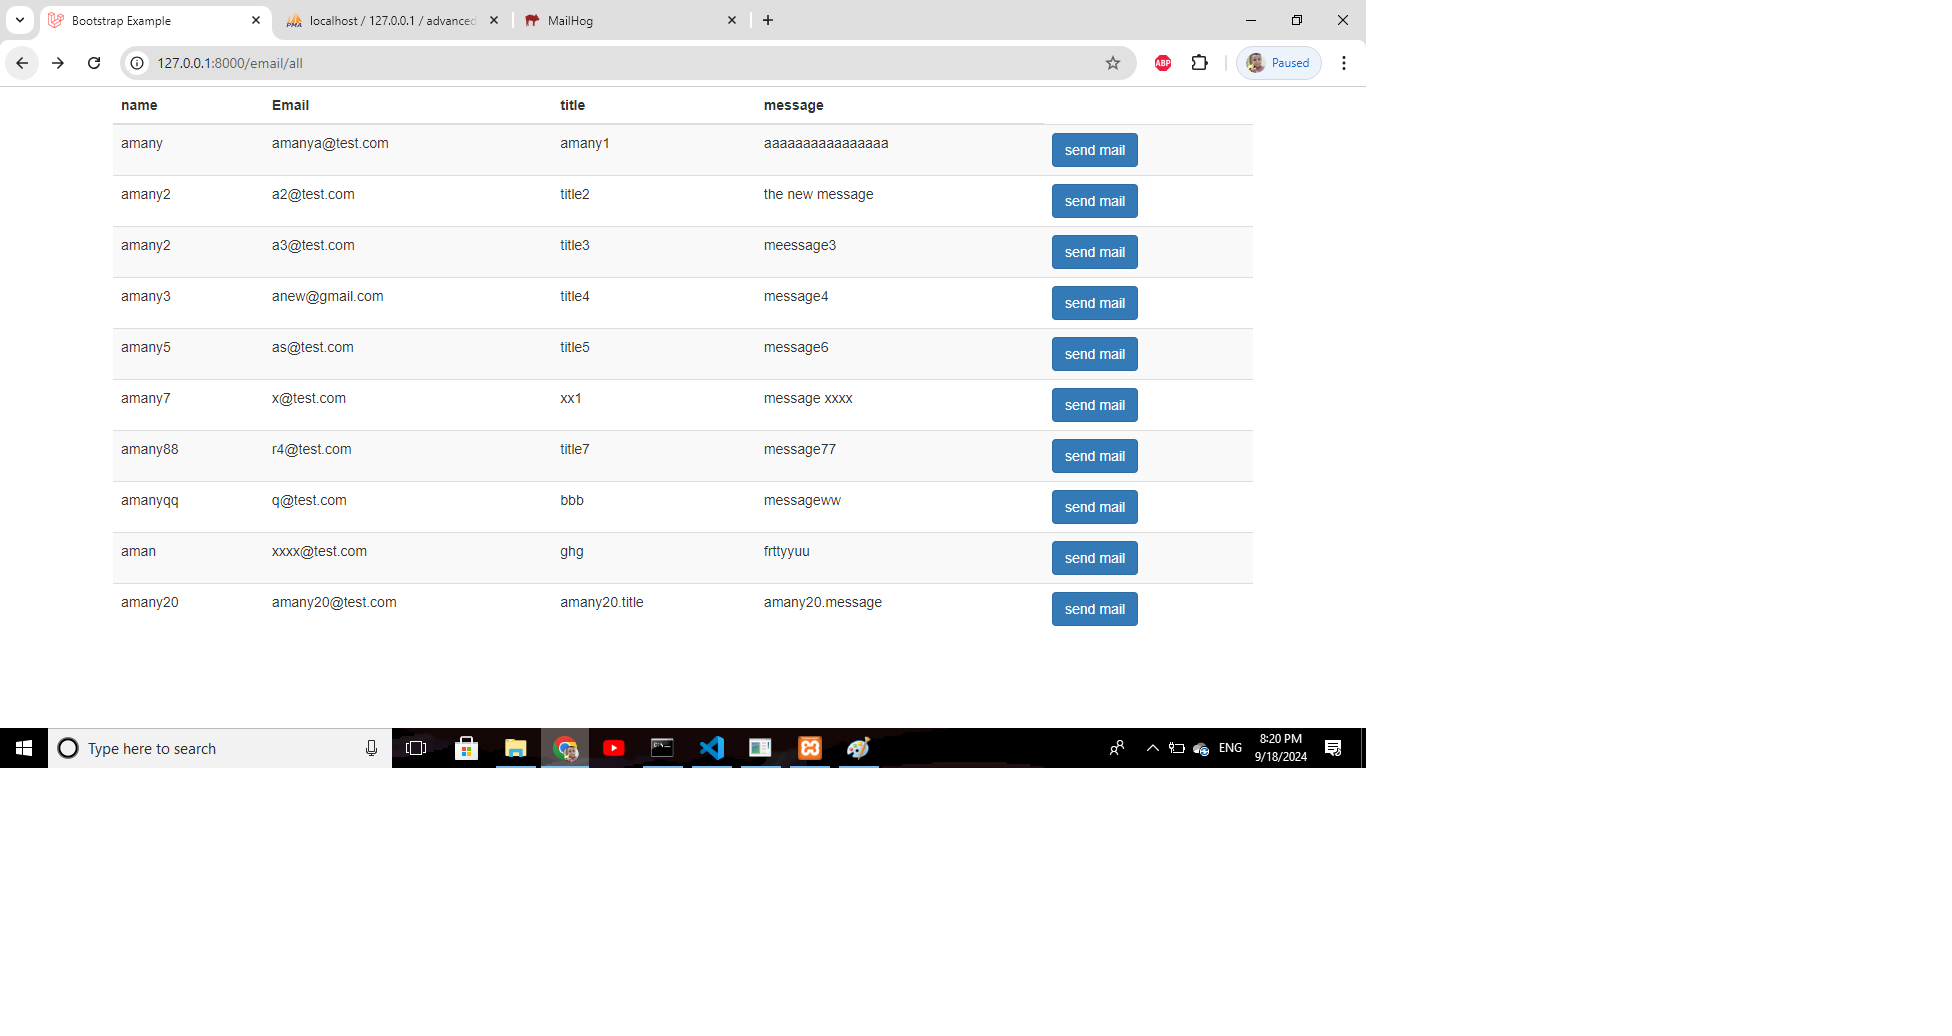 Bootstrap Example
localhost / 127.0.0.1 / advanced
MailHog
127.0.0.1:8000/email/all
ABP
Paused
name Email title message
amany amanya@test.com amany1 aaaaaaaaaaaaaaaa send mail
amany2 a2@test.com title2 the new message send mail
amany2 a3@test.com title3 meessage3 send mail
amany3 anew@gmail.com title4 message4 send mail
amany5 as@test.com title5 message6 send mail
amany7 x@test.com xx1 message xxxx send mail
amany88 r4@test.com title7 message77 send mail
amanyqq q@test.com bbb messageww send mail
aman xxxx@test.com ghg frttyyuu send mail
amany20 amany20@test.com amany20.title amany20.message send mail
Type here to search
ENG
8:20 PM
9/18/2024